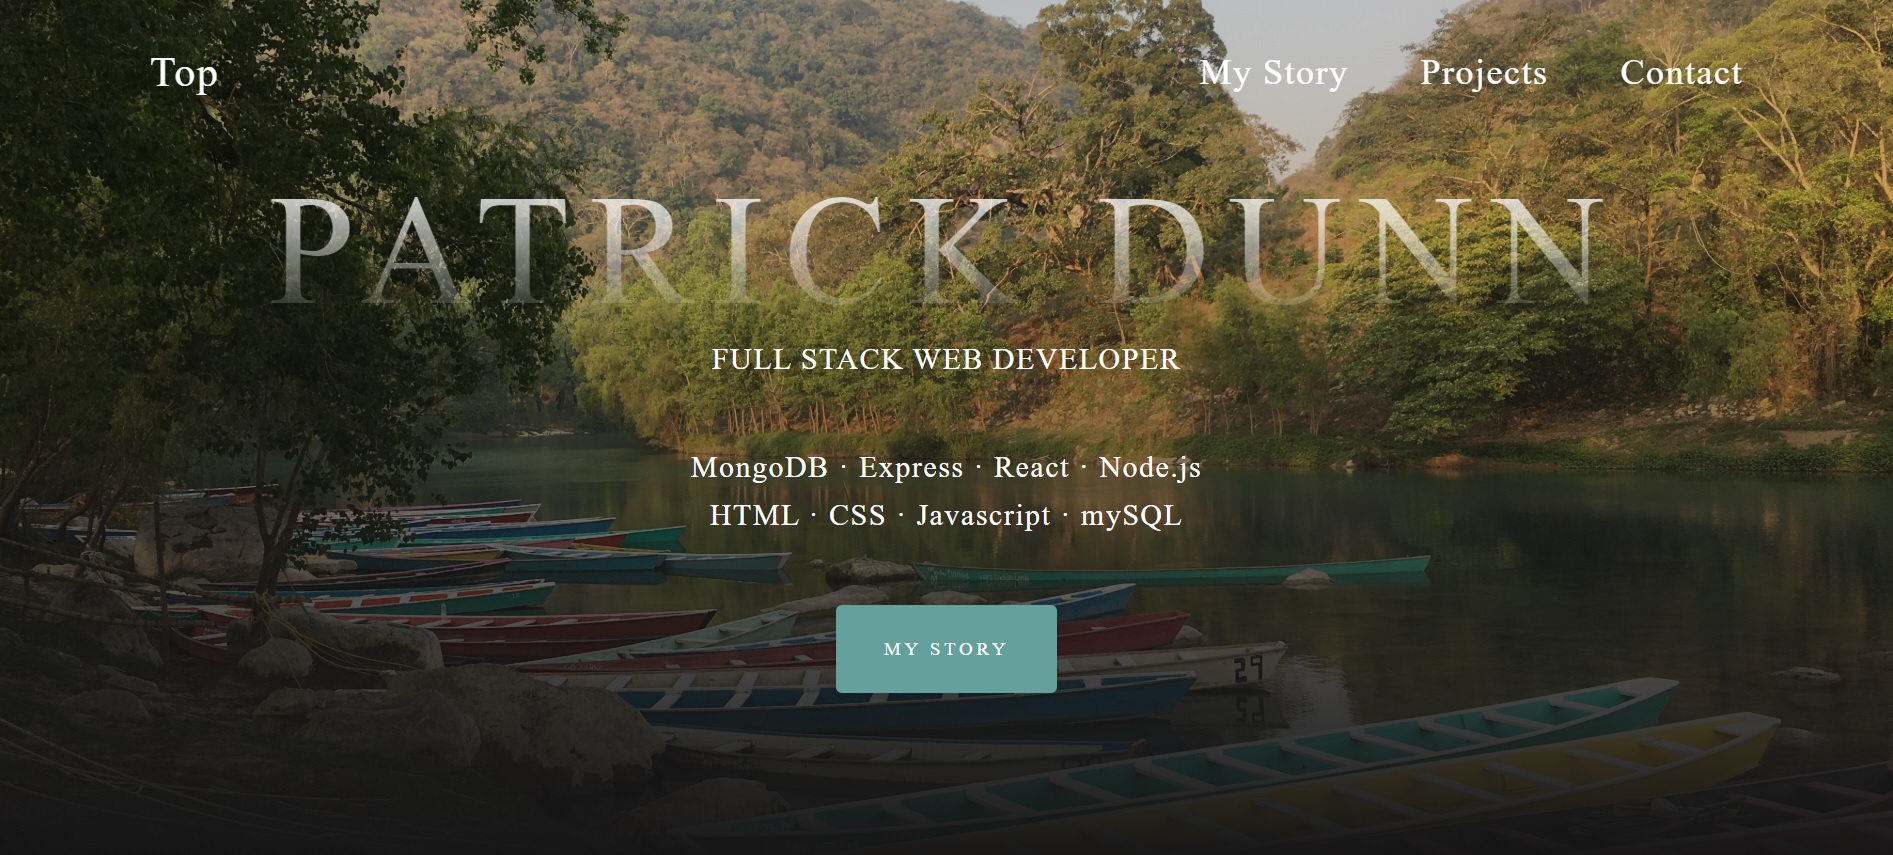 Top My Story Projects Contact
PATRICK DUNN
FULL STACK WEB DEVELOPER
MongoDB · Express · React · Node.js
HTML · CSS · Javascript · mySQL
MY STORY
29